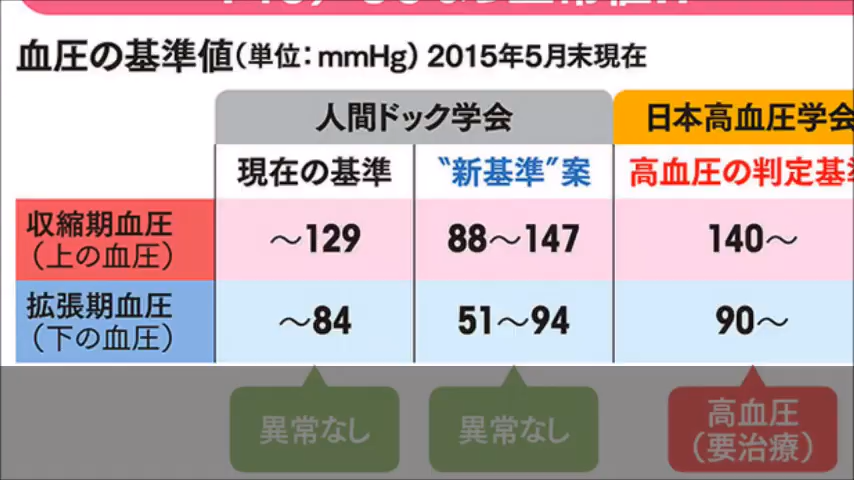 血圧の基準値(単位:mmHg) 2015年5月末現在
人間ドック学会 日本高血圧学会
現在の基準 〝新基準〞案 高血圧の判定基準
収縮期血圧
(上の血圧)
~129 88~147 140~
拡張期血圧
(下の血圧)
~84 51~94 90~
異常なし 異常なし 高血圧
(要治療)